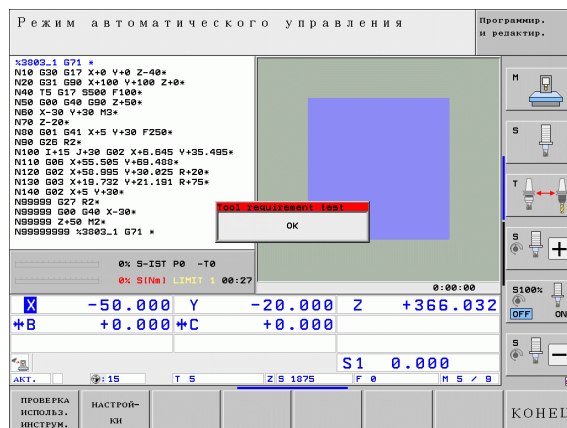 Режим автоматического управления
Программир.
и редактир.
%3803_1 G71 *
N10 G30 G17 X+0 Y+0 Z-40*
N20 G31 G90 X+100 Y+100 Z+0*
N40 T5 G17 S500 F100*
N50 G00 G40 G90 Z+50*
N60 X-30 Y+30 M3*
N70 Z-20*
N80 G01 G41 X+5 Y+30 F250*
N90 G26 R2*
N100 I+15 J+30 G02 X+6.645 Y+35.495*
N110 G06 X+55.505 Y+69.488*
N120 G02 X+58.995 Y+30.025 R+20*
N130 G03 X+19.732 Y+21.191 R+75*
N140 G02 X+5 Y+30*
N99999 G27 R2*
N99999 G00 G40 X-30*
N99999 Z+50 M2*
N99999999 %3803_1 G71 *
Tool requirement test
OK
0% S-IST P0 -T0
0% S[Nm] LIMIT 1 00:27
0:00:00
X -50.000 Y -20.000 Z +366.032
B +0.000 C +0.000
S1 0.000
АКТ. : 15 T 5 Z S 1875 F 0 M 5 / 9
ПРОВЕРКА
ИСПОЛЬЗ.
ИНСТРУМ.
НАСТРОЙ-
КИ
КОНЕЦ
M
S
T
S
+
S100%
OFF ON
S
-